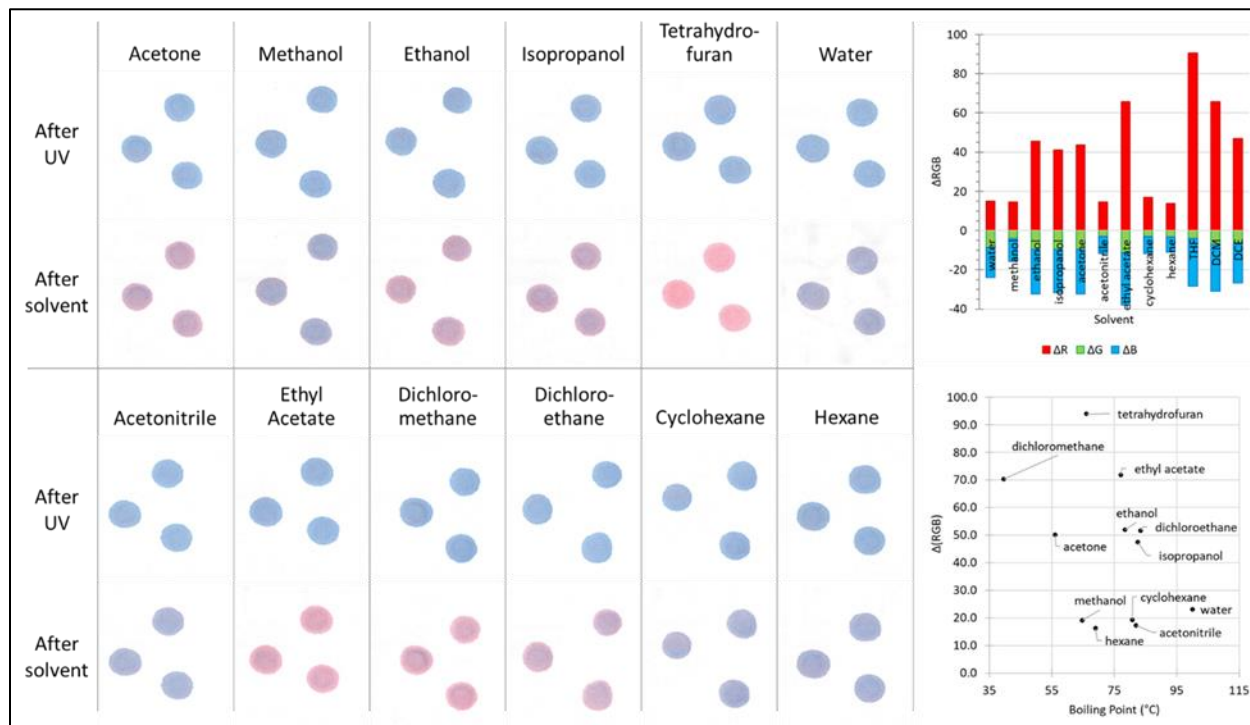 Acetone
Methanol
Ethanol
Isopropanol
Tetrahydro-
furan
Water
After
UV
After
solvent
Acetonitrile
Ethyl
Acetate
Dichloro-
methane
Dichloro-
ethane
Cyclohexane
Hexane
After
UV
After
solvent
100
80
60
40
20
0
-20
-40
ΔRGB
water
methanol
ethanol
isopropanol
acetone
acetonitrile
ethyl acetate
cyclohexane
hexane
THF
DCM
DCE
Solvent
ΔR ΔG ΔB
100.0
90.0
80.0
70.0
60.0
50.0
40.0
30.0
20.0
10.0
0.0
Δ(RGB)
tetrahydrofuran
dichloromethane
ethyl acetate
ethanol
dichloroethane
acetone
isopropanol
methanol
cyclohexane
water
hexane
acetonitrile
35 55 75 95 115
Boiling Point (°C)